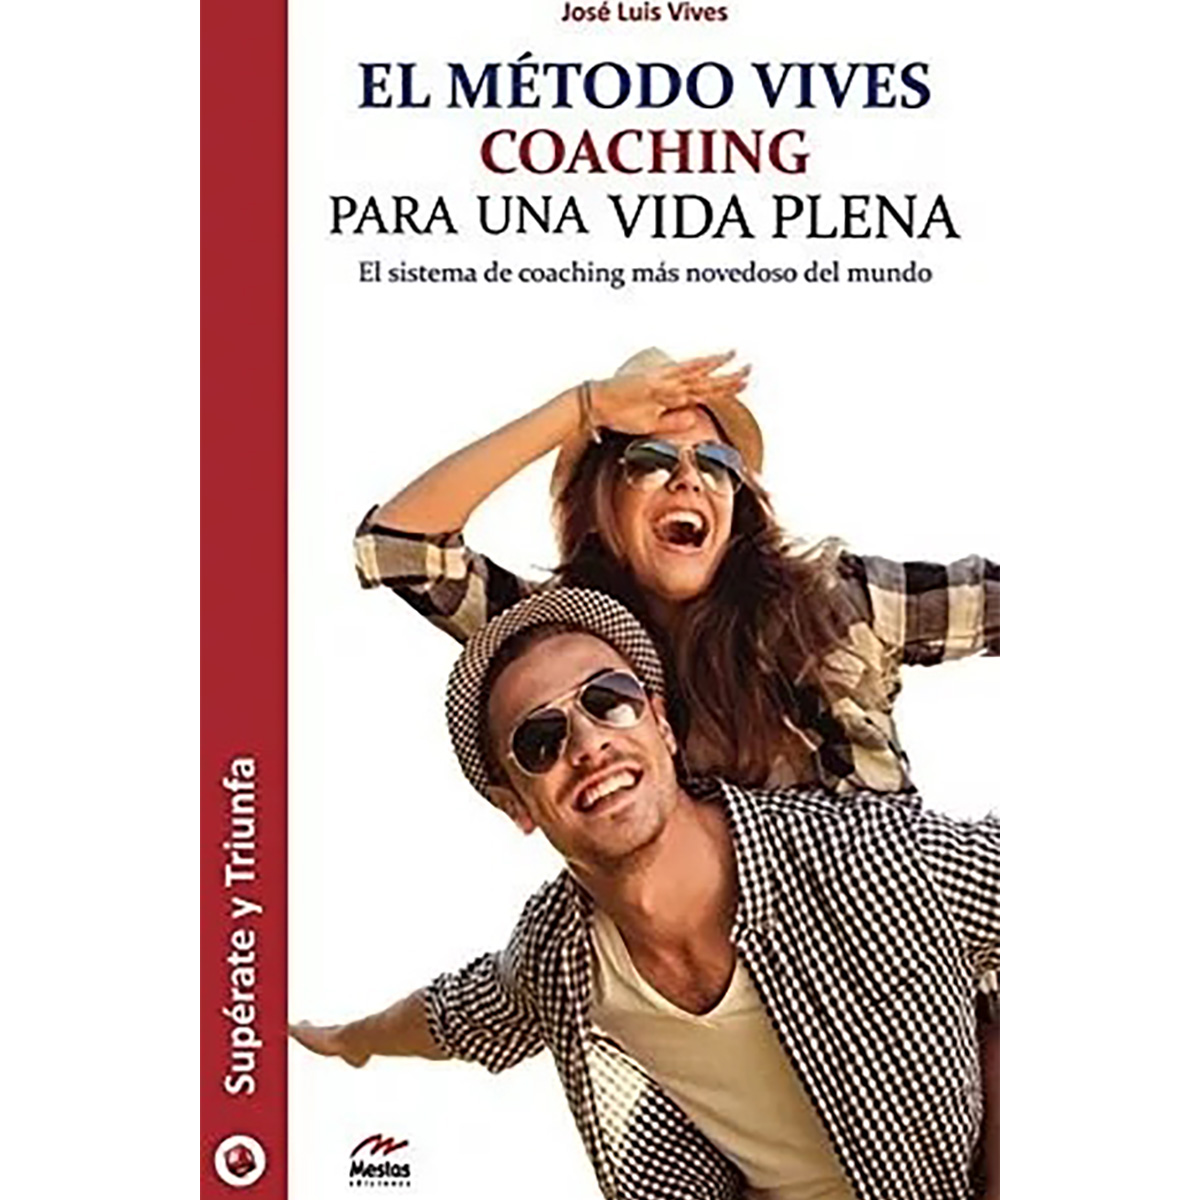 José Luis Vives
EL MÉTODO VIVES
COACHING
PARA UNA VIDA PLENA
El sistema de coaching más novedoso del mundo
Supérate y Triunfa
Mestas
ediciones